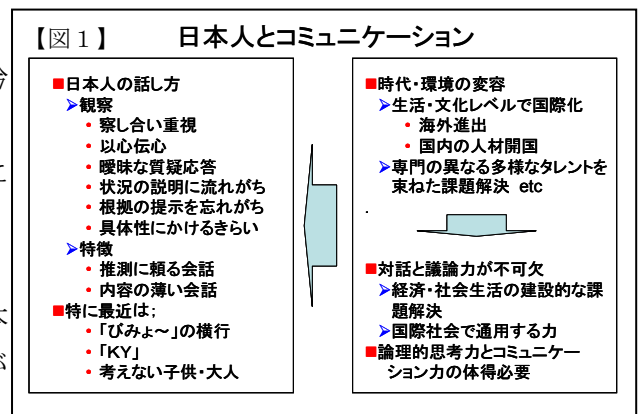 【図１】 日本人とコミュニケーション
■日本人の話し方
➢観察
・察し合い重視
・以心伝心
・曖昧な質疑応答
・状況の説明に流れがち
・根拠の提示を忘れがち
・具体性にかけるきらい
➢特徴
・推測に頼る会話
・内容の薄い会話
■特に最近は;
・「びみょ～」の横行
・「KY」
・考えない子供・大人
■時代・環境の変容
➢生活・文化レベルで国際化
・海外進出
・国内の人材開国
➢専門の異なる多様なタレントを
束ねた課題解決 etc
■対話と議論力が不可欠
➢経済・社会生活の建設的な課
題解決
➢国際社会で通用する力
■論理的思考力とコミュニケー
ション力の体得必要